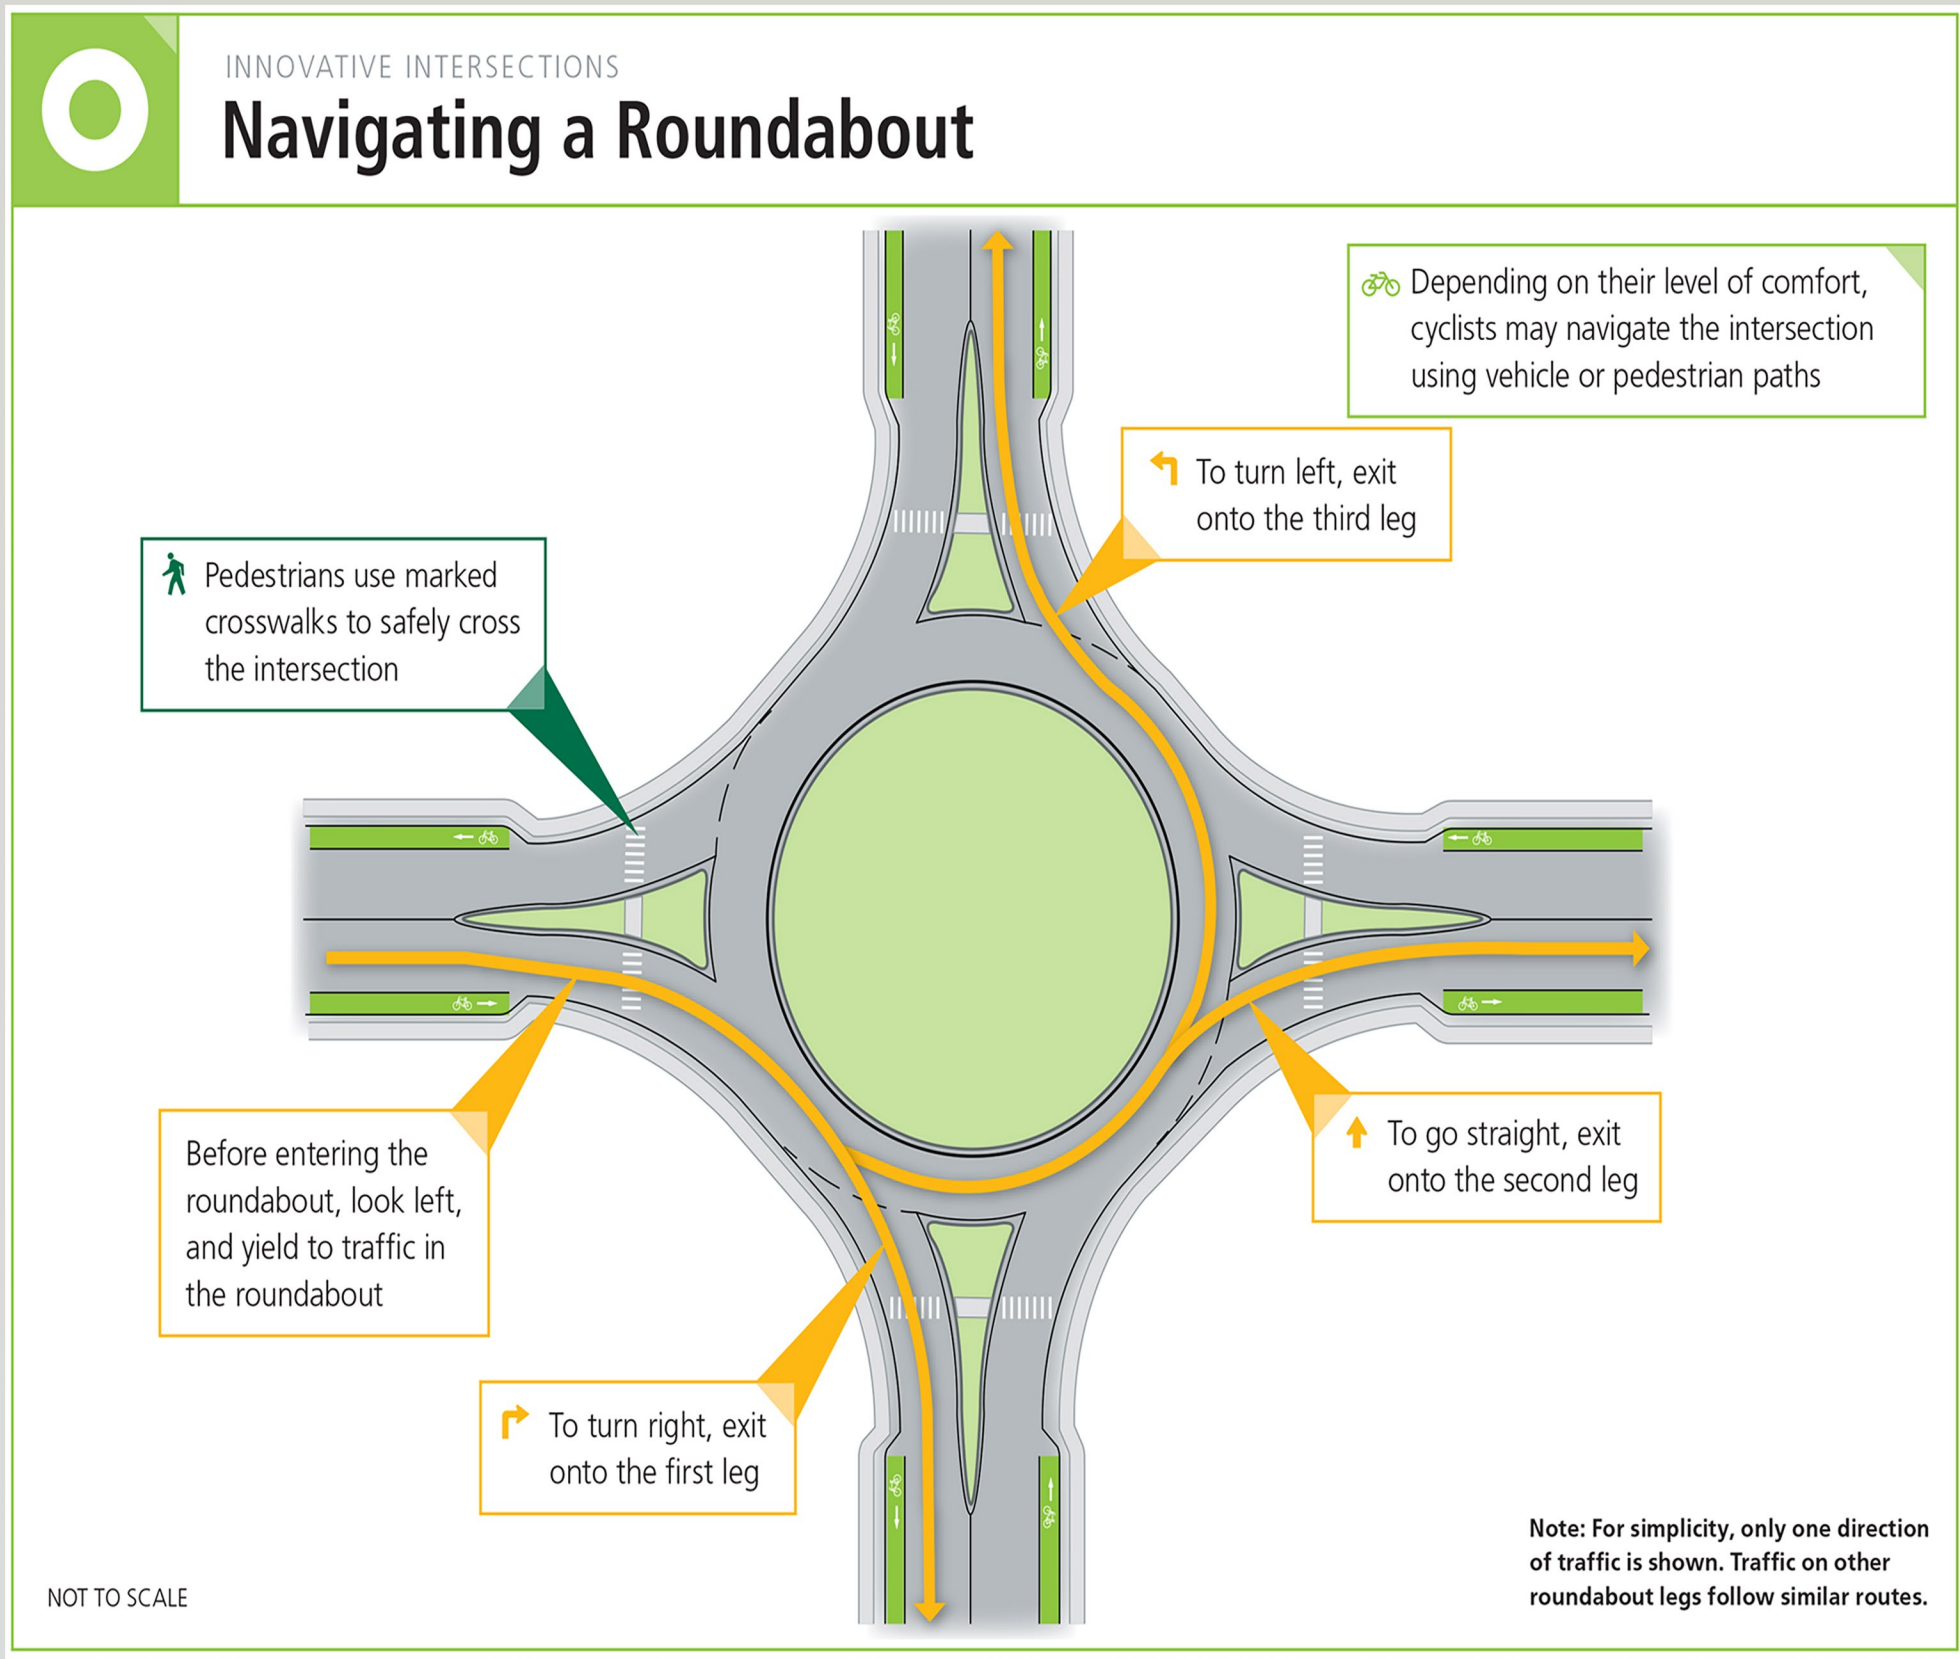 INNOVATIVE INTERSECTIONS
Navigating a Roundabout
Depending on their level of comfort,
cyclists may navigate the intersection
using vehicle or pedestrian paths
To turn left, exit
onto the third leg
Pedestrians use marked
crosswalks to safely cross
the intersection
Before entering the
roundabout, look left,
and yield to traffic in
the roundabout
To go straight, exit
onto the second leg
To turn right, exit
onto the first leg
Note: For simplicity, only one direction
of traffic is shown. Traffic on other
roundabout legs follow similar routes.
NOT TO SCALE